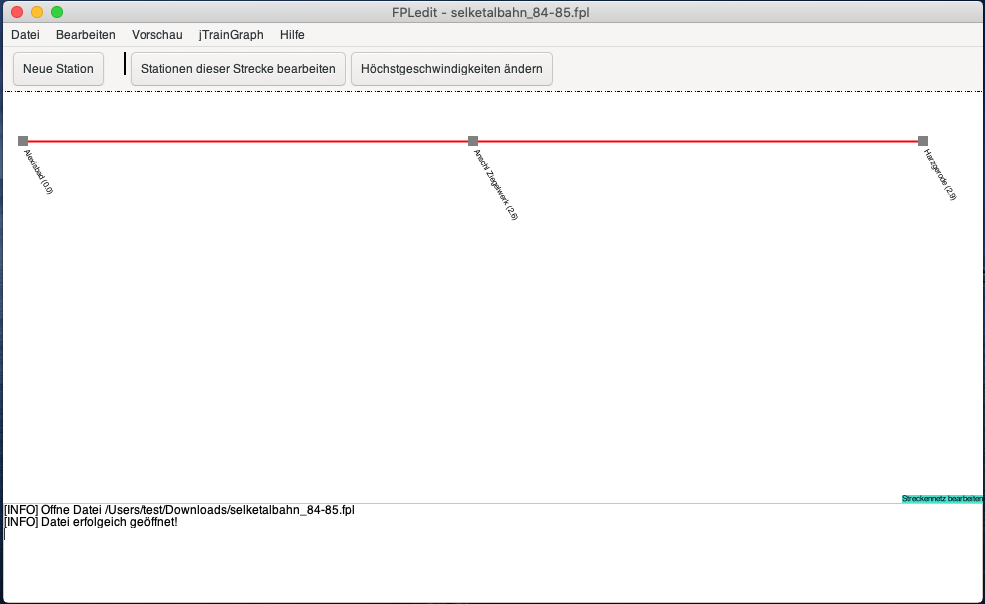 FPLedit - selketalbahn_84-85.fpl
Datei Bearbeiten Vorschau jTrainGraph Hilfe
Neue Station Stationen dieser Strecke bearbeiten Höchstgeschwindigkeiten ändern
Alexisbad (0.0)
Anschl Ziegelwerk (2.6)
Harzgerode (2.9)
Streckennetz bearbeiten
[INFO] Öffne Datei /Users/test/Downloads/selketalbahn_84-85.fpl
[INFO] Datei erfolgeich geöffnet!